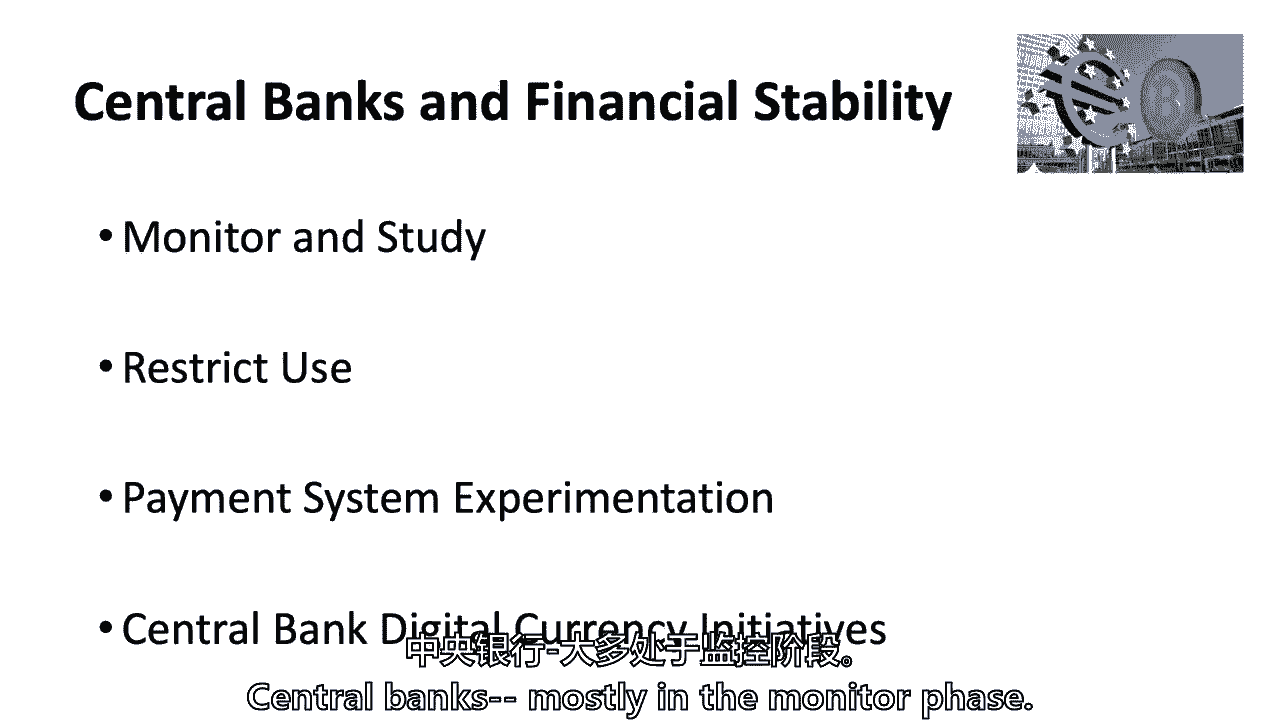 Central Banks and Financial Stability
• Monitor and Study
• Restrict Use
• Payment System Experimentation
• Central Bank Digital Currency Initiatives
中央银行-大多处于监控阶段。
Central banks-- mostly in the monitor phase.